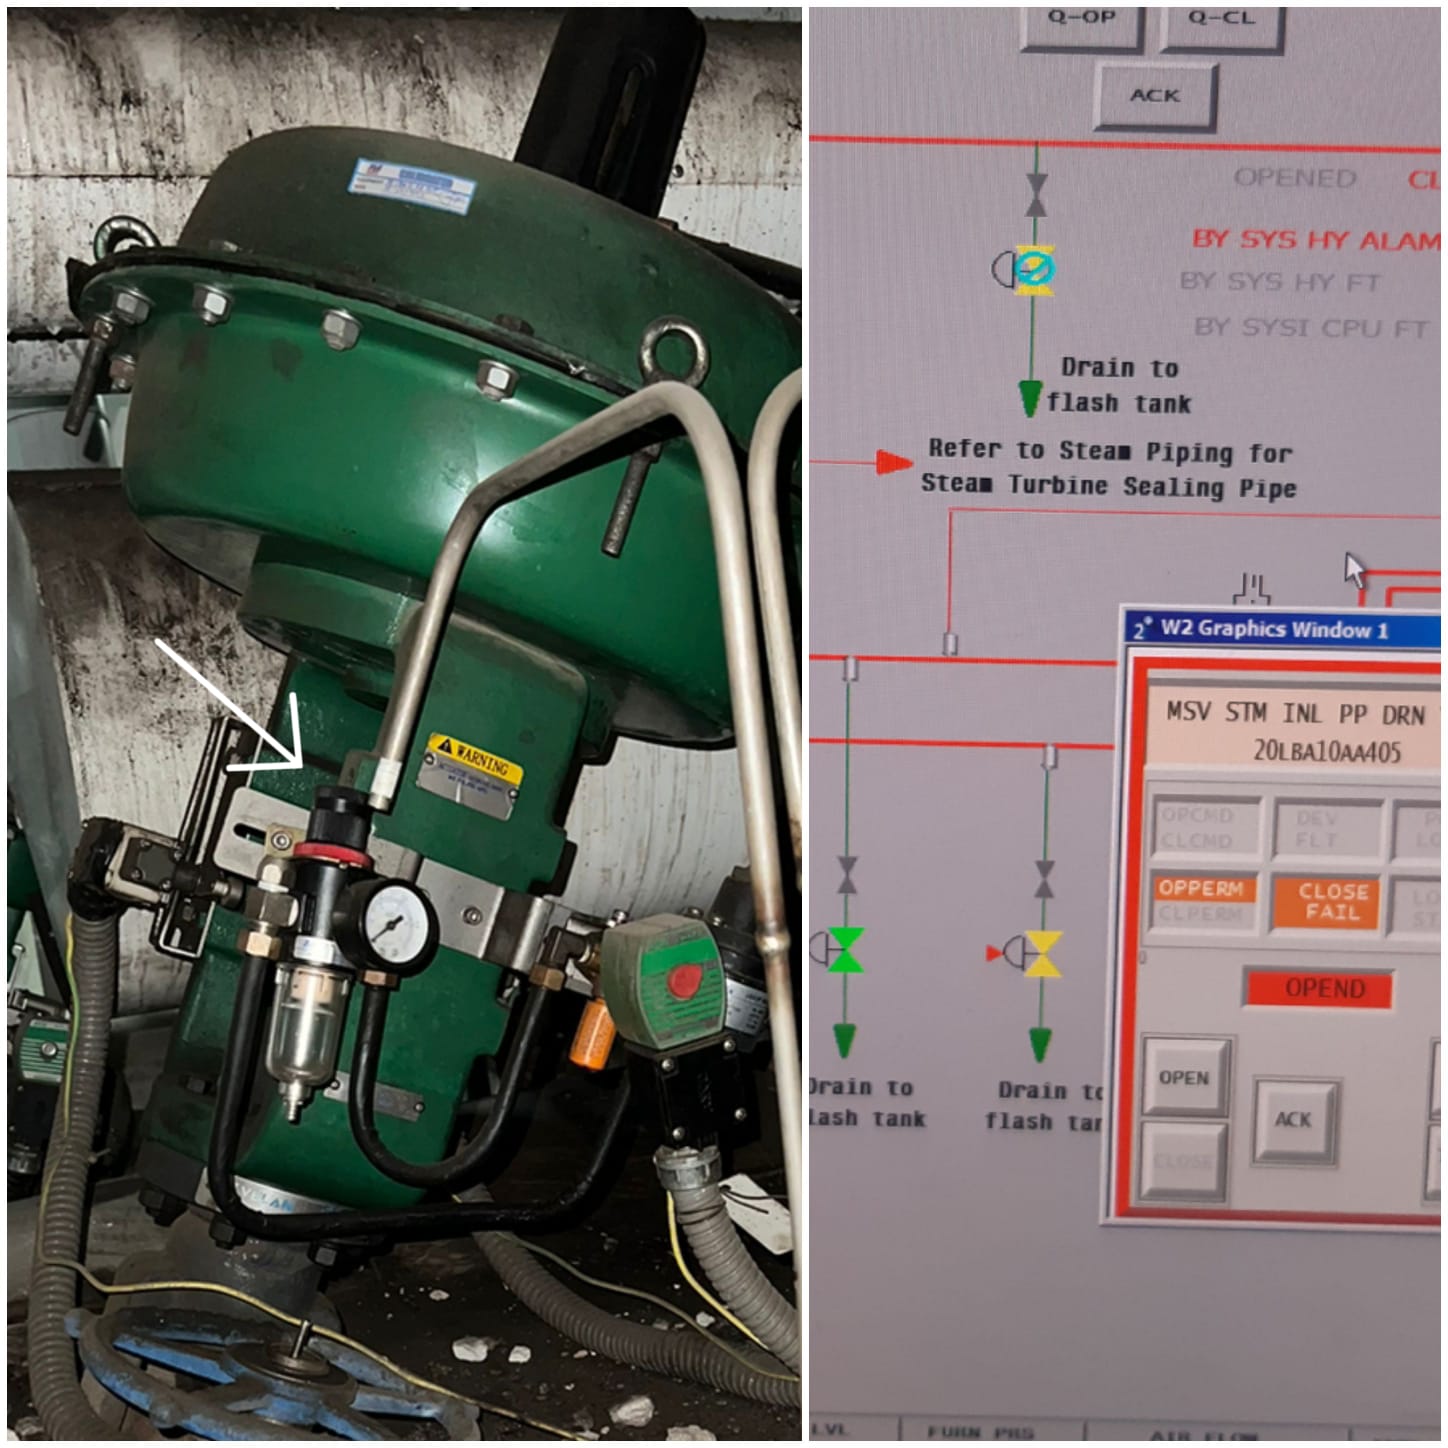 WARNING
Q-OP
Q-CL
ACK
OPENED
BY SYS HY ALAM
BY SYS HY FT
BY SYSI CPU FT
Drain to
flash tank
Refer to Steam Piping for
Steam Turbine Sealing Pipe
2° W2 Graphics Window 1
MSV STM INL PP DRN
20LBA10AA405
OPCMD
CLCMD
DEV
FLT
OPPERM
CLPERM
CLOSE
FAIL
OPEND
OPEN
ACK
CLOSE
Drain to
lash tank
Drain to
flash tan
LVL
FURN PRS
AIR FLOW